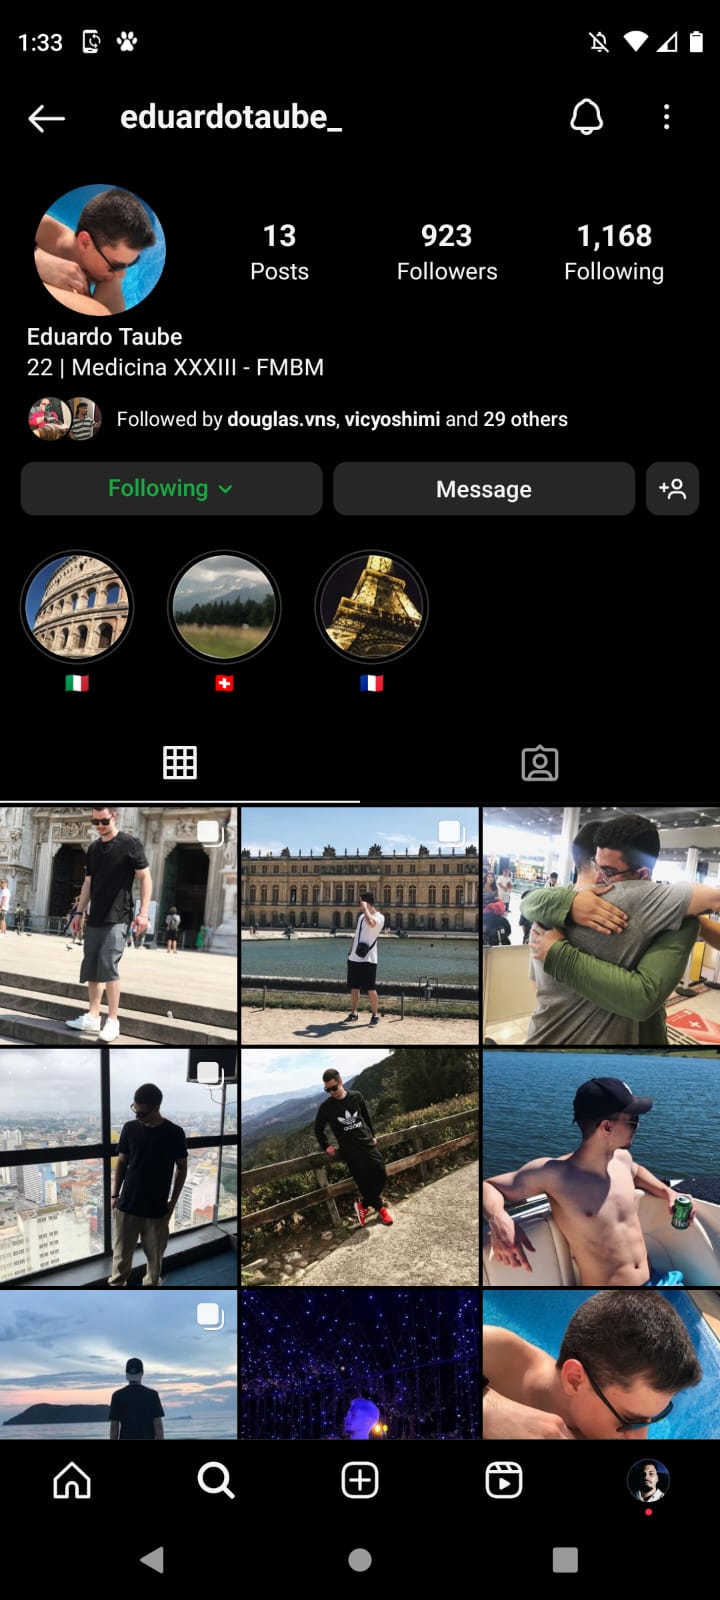 1:33
eduardotaube_
13 923 1,168
Posts Followers Following
Eduardo Taube
22 | Medicina XXXIII - FMBM
Followed by douglas.vns, vicyoshimi and 29 others
Following Message
adidas